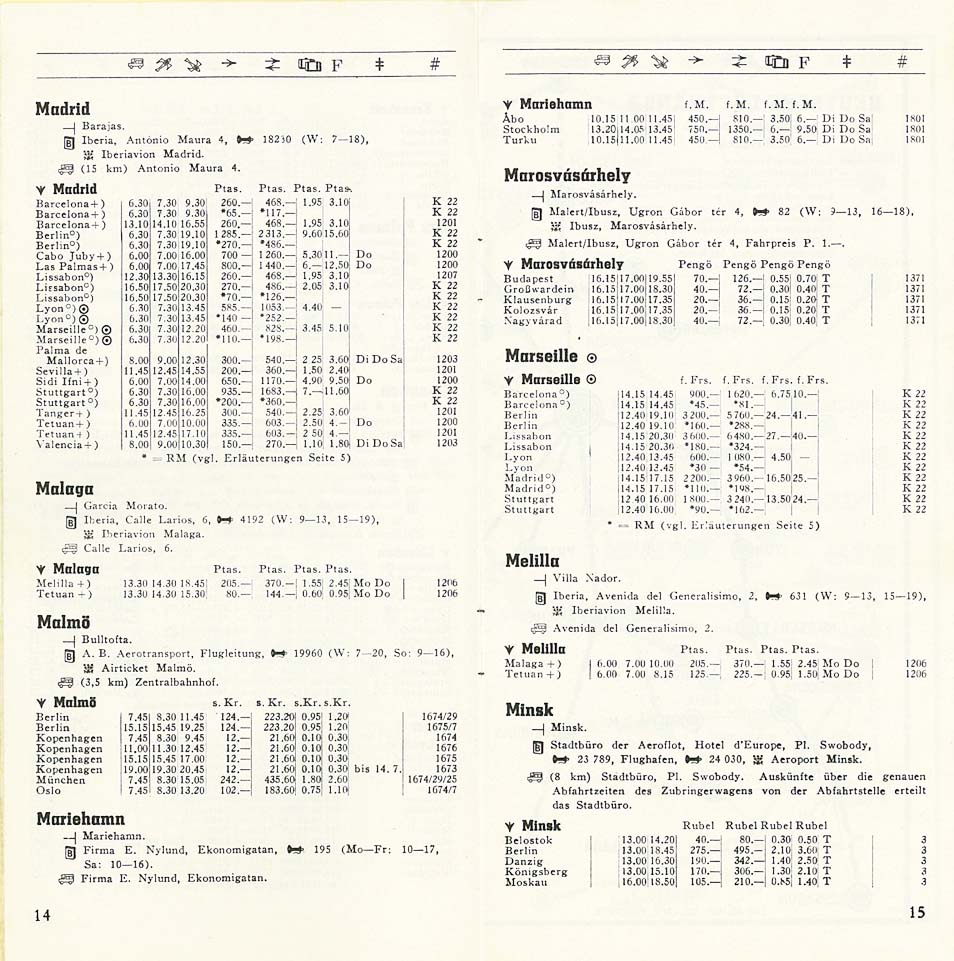 F ‡ #
Madrid
Barajas.
B Iberia, António Maura 4, 18230 (W: 7—18),
Iberiavion Madrid.
(15 km) Antonio Maura 4.
Madrid Ptas. Ptas. Ptas. Ptas.
Barcelona+) 6.30 7.30 9.30 260.— 468.— 1.95 3.10 K 22
Barcelona+) 6.30 7.30 9.30 *65.— *117.— K 22
Barcelona+) 13.10 14.10 16.55 260.— 468.— 1.95 3.10 1201
Berlin°) 6.30 7.30 19.10 1285.— 2313.— 9.60 15.60 K 22
Berlin°) 6.30 7.30 19.10 *270.— *486.— K 22
Cabo Juby+) 6.00 7.00 16.00 700 — 1260.— 5.30 11.— Do 1200
Las Palmas+) 6.00 7.00 17.45 800.— 1440.— 6.— 12.50 Do 1200
Lissabon°) 12.30 13.30 16.15 260.— 468.— 1.95 3.10 1207
Lissabon°) 16.50 17.50 20.30 270.— 486.— 2.05 3.10 K 22
Lissabon°) 16.50 17.50 20.30 *70.— *126.— K 22
Lyon°) ⊙ 6.30 7.30 13.45 585.— 1053.— 4.40 — K 22
Lyon°) ⊙ 6.30 7.30 13.45 *140 — *252.— K 22
Marseille°) ⊙ 6.30 7.30 12.20 460.— 828.— 3.45 5.10 K 22
Marseille°) ⊙ 6.30 7.30 12.20 *110.— *198.— K 22
Palma de
Mallorca+) 8.00 9.00 12.30 300.— 540.— 2 25 3.60 Di Do Sa 1203
Sevilla+) 11.45 12.45 14.55 200.— 360.— 1.50 2.40 1201
Sidi Ifni+) 6.00 7.00 14.00 650.— 1170.— 4.90 9.50 Do 1200
Stuttgart°) 6.30 7.30 16.00 935.— 1683.— 7.— 11.60 K 22
Stuttgart°) 6.30 7.30 16.00 *200.— *360.— K 22
Tanger+) 11.45 12.45 16.25 300.— 540.— 2.25 3.60 1201
Tetuan+) 6.00 7.00 10.00 335.— 603.— 2.50 4.— Do 1200
Tetuan+) 11.45 12.45 17.10 335.— 603.— 2 50 4.— 1201
Valencia+) 8.00 9.00 10.30 150.— 270.— 1.10 1.80 Di Do Sa 1203
* = RM (vgl. Erläuterungen Seite 5)
Malaga
Garcia Morato.
B Iberia, Calle Larios, 6, 4192 (W: 9—13, 15—19),
Iberiavion Malaga.
Calle Larios, 6.
Malaga Ptas. Ptas. Ptas. Ptas.
Melilla +) 13.30 14.30 18.45 205.— 370.— 1.55 2.45 Mo Do 1206
Tetuan +) 13.30 14.30 15.30 80.— 144.— 0.60 0.95 Mo Do 1206
Malmö
Bulltofta.
B A. B. Aerotransport, Flugleitung, 19960 (W: 7—20, So: 9—16),
Airticket Malmö.
(3,5 km) Zentralbahnhof.
Malmö s. Kr. s. Kr. s.Kr. s.Kr.
Berlin 7.45 8.30 11.45 124.— 223.20 0.95 1.20 1674/29
Berlin 15.15 15.45 19.25 124.— 223.20 0.95 1.20 1675/7
Kopenhagen 7.45 8.30 9.45 12.— 21.60 0.10 0.30 1674
Kopenhagen 11.00 11.30 12.45 12.— 21.60 0.10 0.30 1676
Kopenhagen 15.15 15.45 17.00 12.— 21.60 0.10 0.30 1675
Kopenhagen 19.00 19.30 20.45 12.— 21.60 0.10 0.30 bis 14. 7. 1673
München 7.45 8.30 15.05 242.— 435.60 1.80 2.60 1674/29/25
Oslo 7.45 8.30 13.20 102.— 183.60 0.75 1.10 1674/7
Mariehamn
Mariehamn.
B Firma E. Nylund, Ekonomigatan, 195 (Mo—Fr: 10—17,
Sa: 10—16).
Firma E. Nylund, Ekonomigatan.
14
F ‡ #
Mariehamn f. M. f. M. f. M. f. M.
Åbo 10.15 11.00 11.45 450.— 810.— 3.50 6.— Di Do Sa 1801
Stockholm 13.20 14.05 13.45 750.— 1350.— 6.— 9.50 Di Do Sa 1801
Turku 10.15 11.00 11.45 450.— 810.— 3.50 6.— Di Do Sa 1801
Marosvásárhely
Marosvásárhely.
B Malert/Ibusz, Ugron Gábor tér 4, 82 (W: 9—13, 16—18),
Ibusz, Marosvásárhely.
Malert/Ibusz, Ugron Gábor tér 4, Fahrpreis P. 1.—.
Marosvásárhely Pengö Pengö Pengö Pengö
Budapest 16.15 17.00 19.55 70.— 126.— 0.55 0.70 T 1371
Großwardein 16.15 17.00 18.30 40.— 72.— 0.30 0.40 T 1371
Klausenburg 16.15 17.00 17.35 20.— 36.— 0.15 0.20 T 1371
Kolozsvár 16.15 17.00 17.35 20.— 36.— 0.15 0.20 T 1371
Nagyvárad 16.15 17.00 18.30 40.— 72.— 0.30 0.40 T 1371
Marseille ⊙
Marseille ⊙ f. Frs. f. Frs. f. Frs. f. Frs.
Barcelona°) 14.15 14.45 900.— 1620.— 6.75 10.— K 22
Barcelona°) 14.15 14.45 *45.— *81.— K 22
Berlin 12.40 19.10 3200.— 5760.— 24.— 41.— K 22
Berlin 12.40 19.10 *160.— *288.— K 22
Lissabon 14.15 20.30 3600.— 6480.— 27.— 40.— K 22
Lissabon 14.15 20.30 *180.— *324.— K 22
Lyon 12.40 13.45 600.— 1080.— 4.50 — K 22
Lyon 12.40 13.45 *30 — *54.— K 22
Madrid°) 14.15 17.15 2200.— 3960.— 16.50 25.— K 22
Madrid°) 14.15 17.15 *110.— *198.— K 22
Stuttgart 12 40 16.00 1800.— 3240.— 13.50 24.— K 22
Stuttgart 12.40 16.00 *90.— *162.— K 22
* = RM (vgl. Erläuterungen Seite 5)
Melilla
Villa Nador.
B Iberia, Avenida del Generalisimo, 2, 631 (W: 9—13, 15—19),
Iberiavion Melilla.
Avenida del Generalisimo, 2.
Melilla Ptas. Ptas. Ptas. Ptas.
Malaga +) 6.00 7.00 10.00 205.— 370.— 1.55 2.45 Mo Do 1206
Tetuan +) 6.00 7.00 8.15 125.— 225.— 0.95 1.50 Mo Do 1206
Minsk
Minsk.
B Stadtbüro der Aeroflot, Hotel d'Europe, Pl. Swobody,
23 789, Flughafen, 24 030, Aeroport Minsk.
(8 km) Stadtbüro, Pl. Swobody. Auskünfte über die genauen
Abfahrtzeiten des Zubringerwagens von der Abfahrtstelle erteilt
das Stadtbüro.
Minsk Rubel Rubel Rubel Rubel
Belostok 13.00 14.20 40.— 80.— 0.30 0.50 T 3
Berlin 13.00 18.45 275.— 495.— 2.10 3.60 T 3
Danzig 13.00 16.30 190.— 342.— 1.40 2.50 T 3
Königsberg 13.00 15.10 170.— 306.— 1.30 2.10 T 3
Moskau 16.00 18.50 105.— 210.— 0.85 1.40 T 3
15